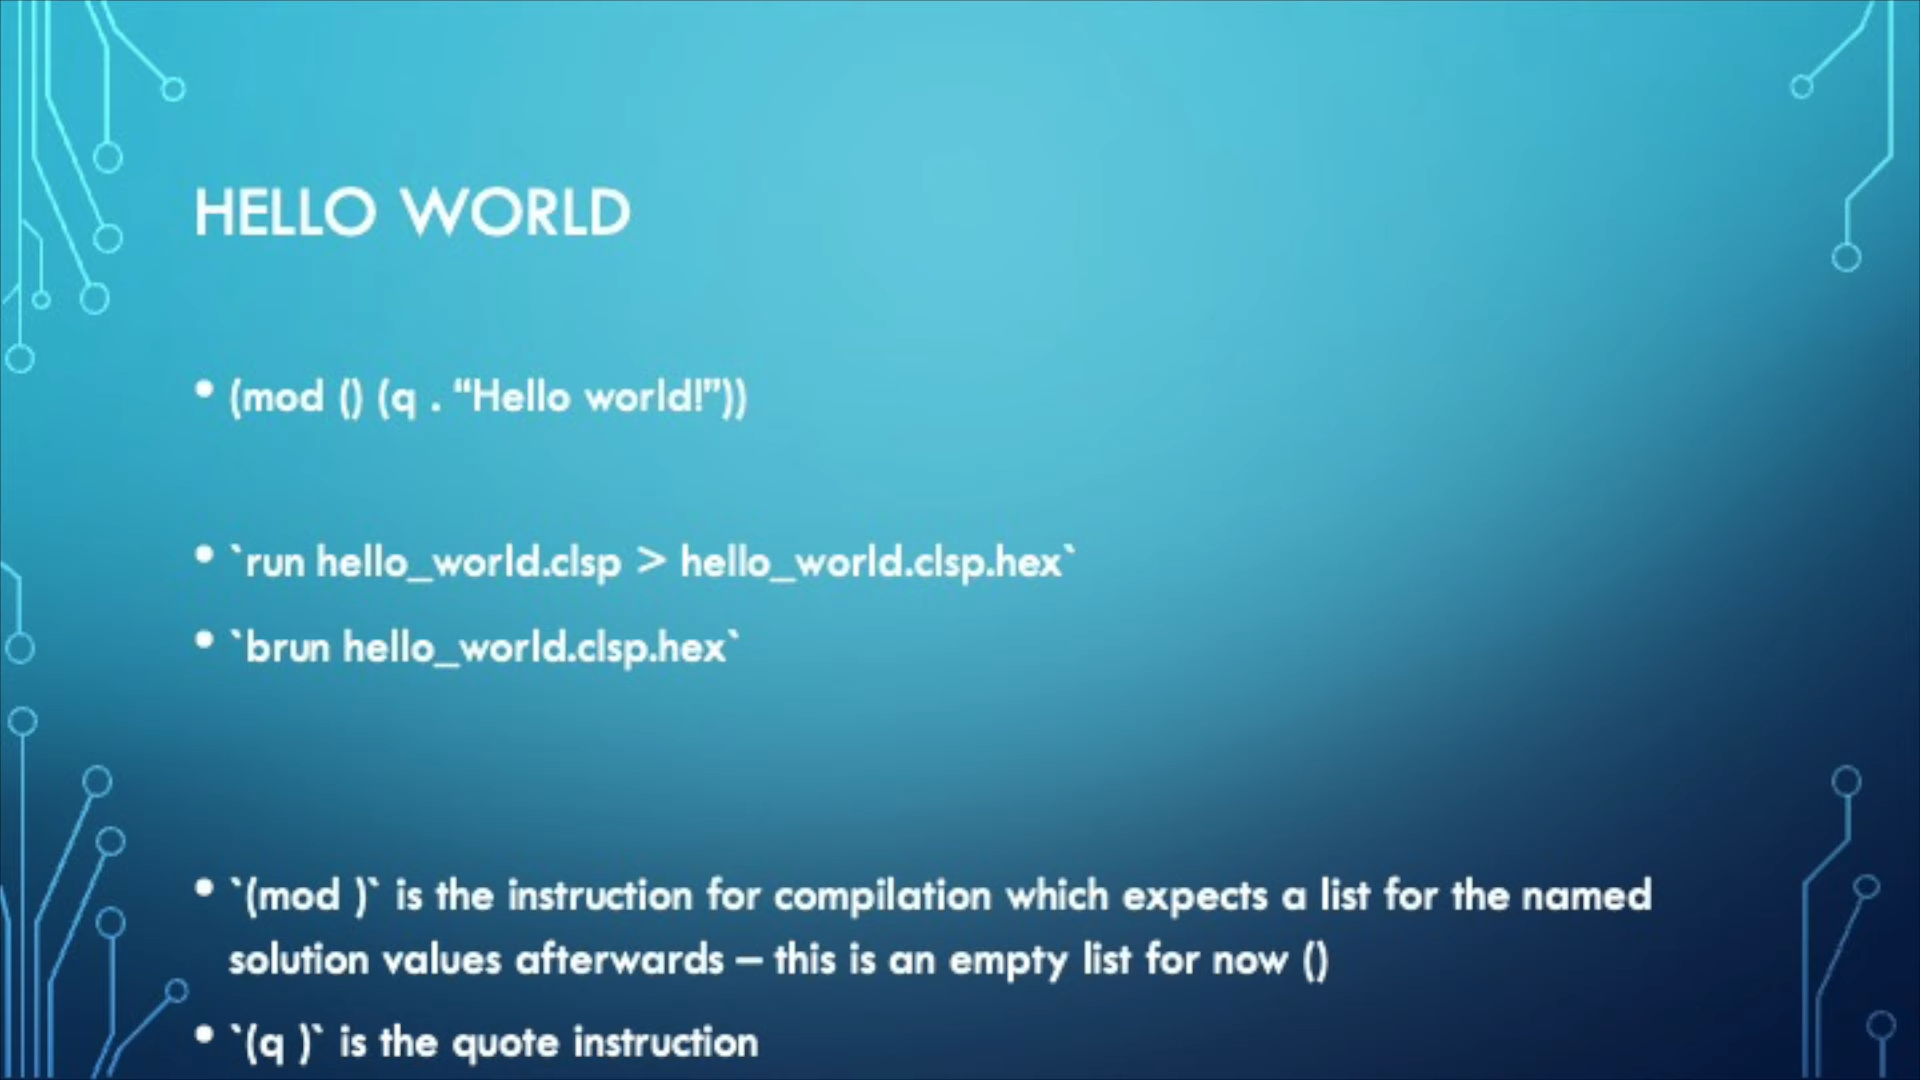 HELLO WORLD
• (mod () (q . “Hello world!”))
• `run hello_world.clsp > hello_world.clsp.hex`
• `brun hello_world.clsp.hex`
• `(mod )` is the instruction for compilation which expects a list for the named
solution values afterwards – this is an empty list for now ()
• `(q )` is the quote instruction